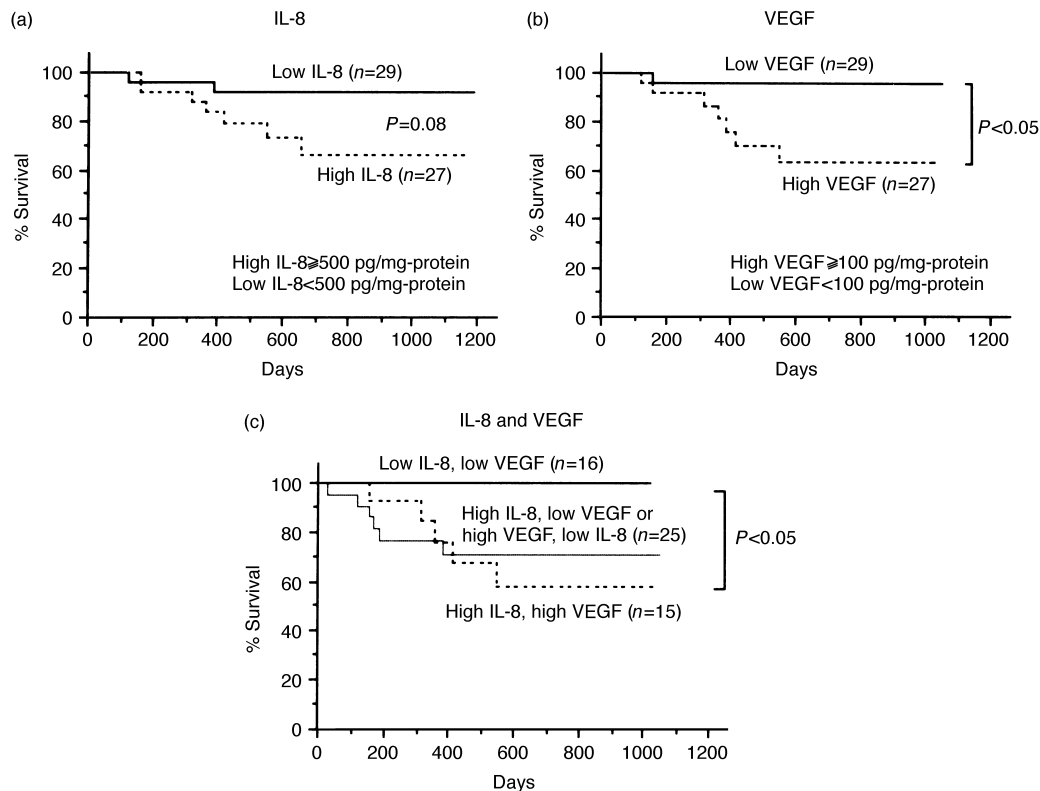 (a)
IL-8
100
80
60
40
20
0
% Survival
Low IL-8 (n=29)
P=0.08
High IL-8 (n=27)
High IL-8⩾500 pg/mg-protein
Low IL-8<500 pg/mg-protein
0 200 400 600 800 1000 1200
Days
(b)
VEGF
100
80
60
40
20
0
% Survival
Low VEGF (n=29)
P<0.05
High VEGF (n=27)
High VEGF⩾100 pg/mg-protein
Low VEGF<100 pg/mg-protein
0 200 400 600 800 1000 1200
Days
(c)
IL-8 and VEGF
100
80
60
40
20
0
% Survival
Low IL-8, low VEGF (n=16)
High IL-8, low VEGF or
high VEGF, low IL-8 (n=25)
P<0.05
High IL-8, high VEGF (n=15)
0 200 400 600 800 1000 1200
Days